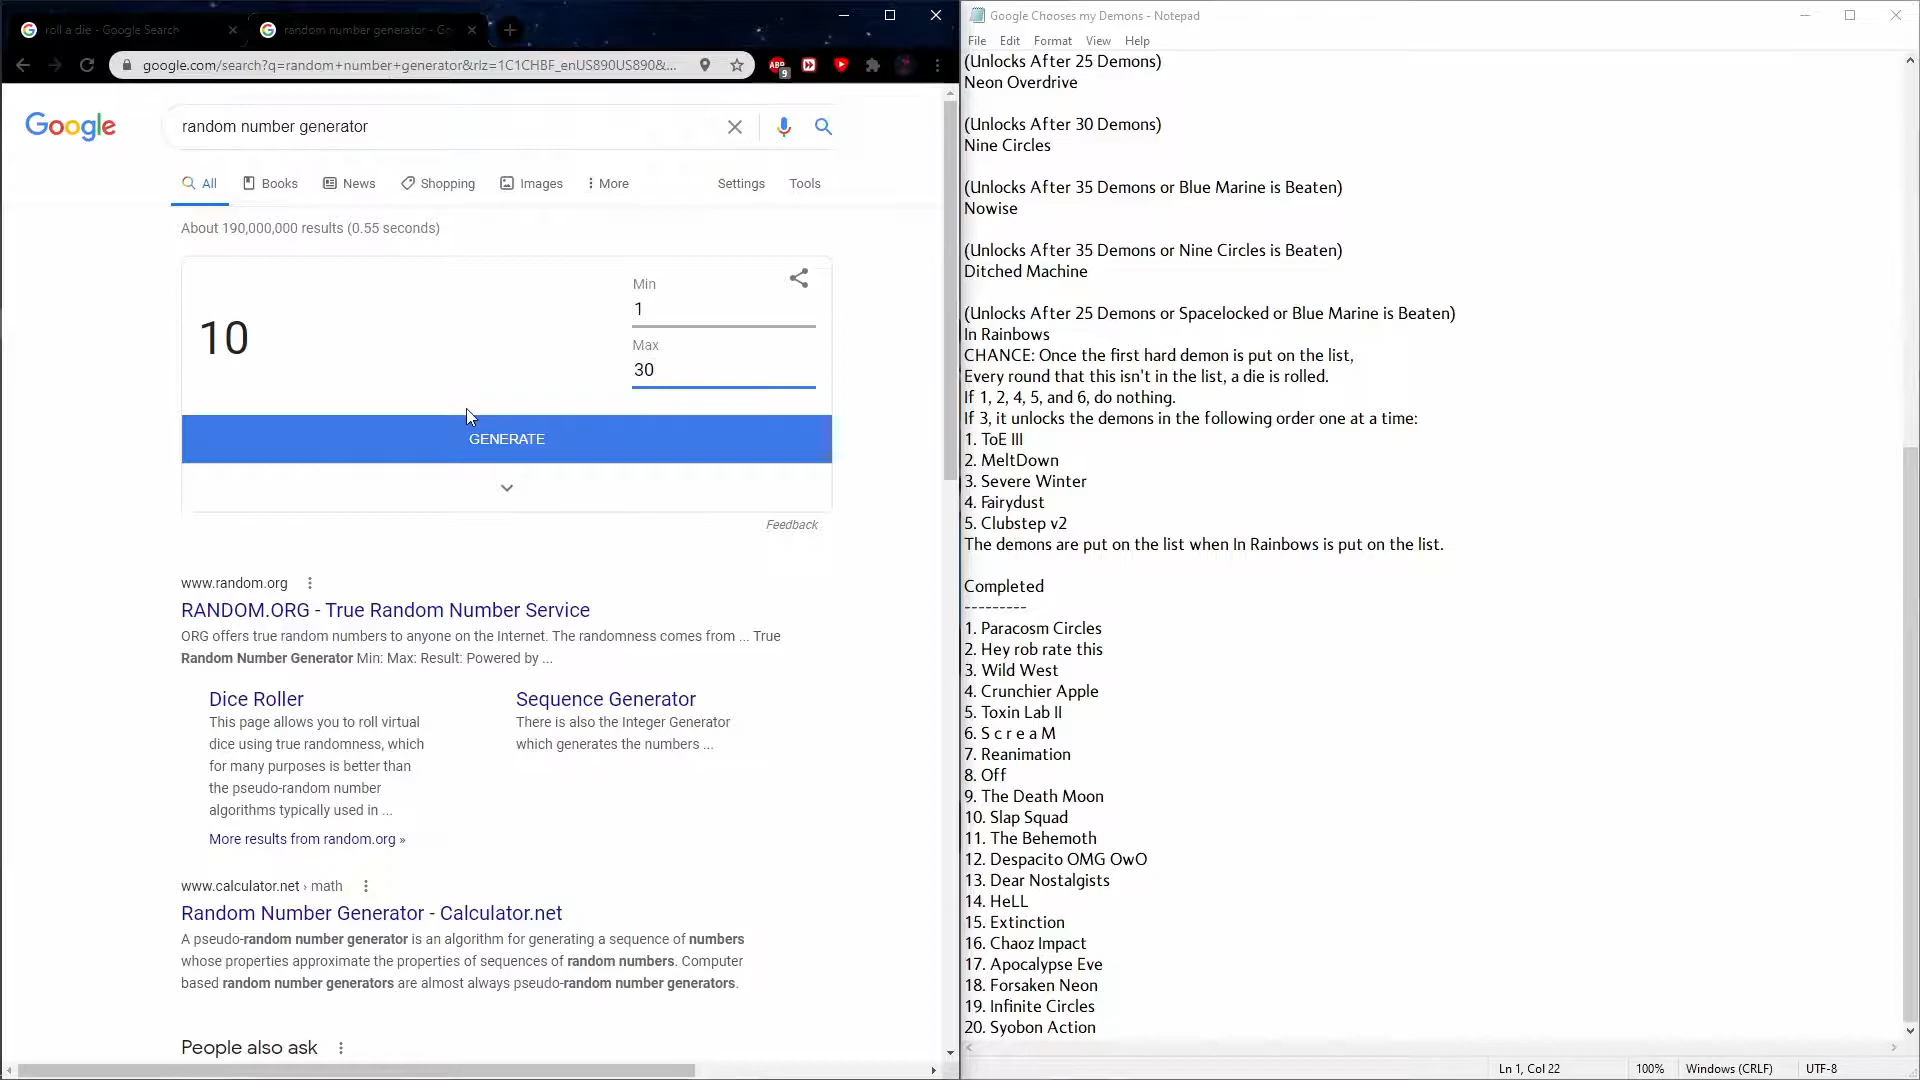 roll a die - Google Search
random number generator - Go
google.com/search?q=random+number+generator&rlz=1C1CHBF_enUS890US890&...
ABP
9
Google
random number generator
All
Books
News
Shopping
Images
More
Settings
Tools
About 190,000,000 results (0.55 seconds)
10
Min
1
Max
30
GENERATE
Feedback
www.random.org
RANDOM.ORG - True Random Number Service
ORG offers true random numbers to anyone on the Internet. The randomness comes from ... True
Random Number Generator Min: Max: Result: Powered by ...
Dice Roller
This page allows you to roll virtual
dice using true randomness, which
for many purposes is better than
the pseudo-random number
algorithms typically used in ...
Sequence Generator
There is also the Integer Generator
which generates the numbers ...
More results from random.org »
www.calculator.net › math
Random Number Generator - Calculator.net
A pseudo-random number generator is an algorithm for generating a sequence of numbers
whose properties approximate the properties of sequences of random numbers. Computer
based random number generators are almost always pseudo-random number generators.
People also ask
Google Chooses my Demons - Notepad
File Edit Format View Help
(Unlocks After 25 Demons)
Neon Overdrive
(Unlocks After 30 Demons)
Nine Circles
(Unlocks After 35 Demons or Blue Marine is Beaten)
Nowise
(Unlocks After 35 Demons or Nine Circles is Beaten)
Ditched Machine
(Unlocks After 25 Demons or Spacelocked or Blue Marine is Beaten)
In Rainbows
CHANCE: Once the first hard demon is put on the list,
Every round that this isn't in the list, a die is rolled.
If 1, 2, 4, 5, and 6, do nothing.
If 3, it unlocks the demons in the following order one at a time:
1. ToE III
2. MeltDown
3. Severe Winter
4. Fairydust
5. Clubstep v2
The demons are put on the list when In Rainbows is put on the list.
Completed
---------
1. Paracosm Circles
2. Hey rob rate this
3. Wild West
4. Crunchier Apple
5. Toxin Lab II
6. S c r e a M
7. Reanimation
8. Off
9. The Death Moon
10. Slap Squad
11. The Behemoth
12. Despacito OMG OwO
13. Dear Nostalgists
14. HeLL
15. Extinction
16. Chaoz Impact
17. Apocalypse Eve
18. Forsaken Neon
19. Infinite Circles
20. Syobon Action
Ln 1, Col 22
100%
Windows (CRLF)
UTF-8